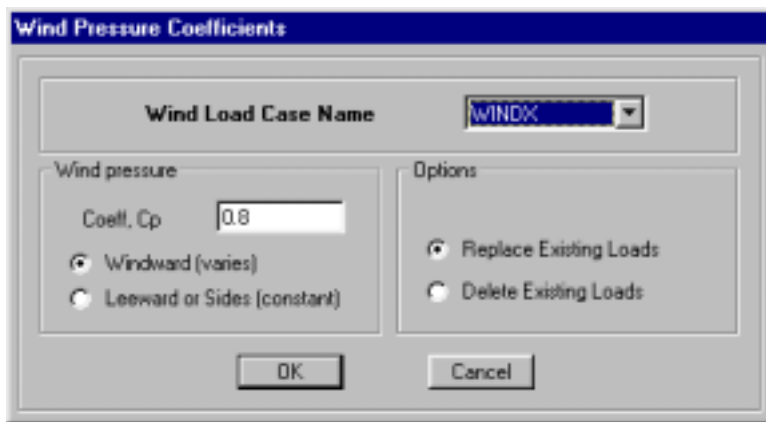 Wind Pressure Coefficients
Wind Load Case Name WINDX
Wind pressure
Coeff, Cp 0.8
Windward (varies)
Leeward or Sides (constant)
Options
Replace Existing Loads
Delete Existing Loads
OK Cancel